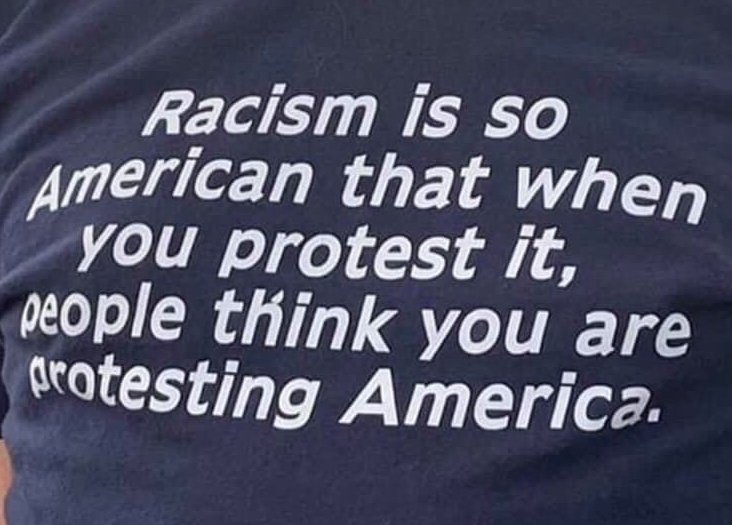 Racism is so
American that when
you protest it,
people think you are
protesting America.